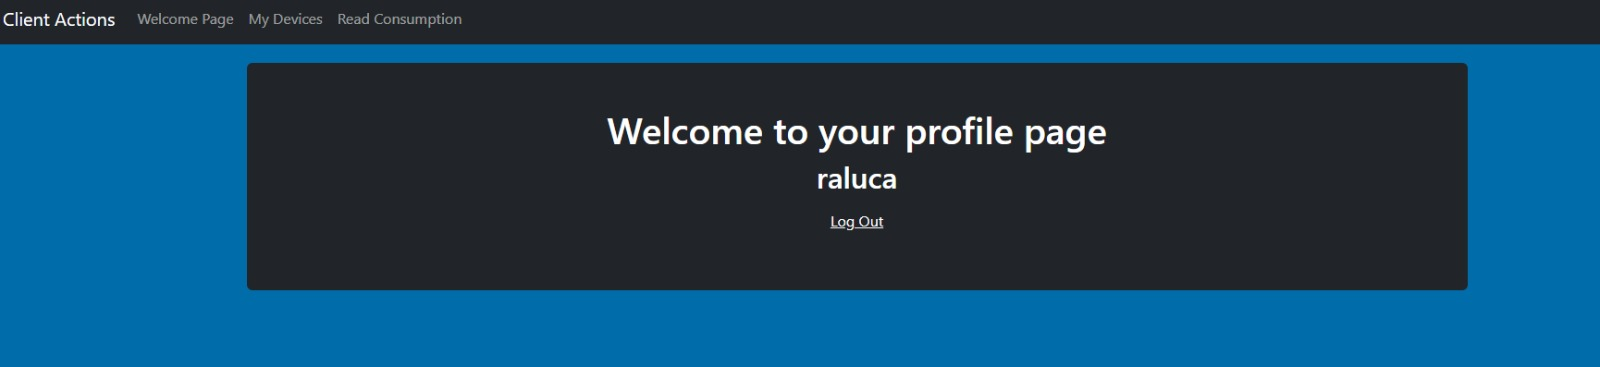 Client Actions Welcome Page My Devices Read Consumption
Welcome to your profile page
raluca
Log Out